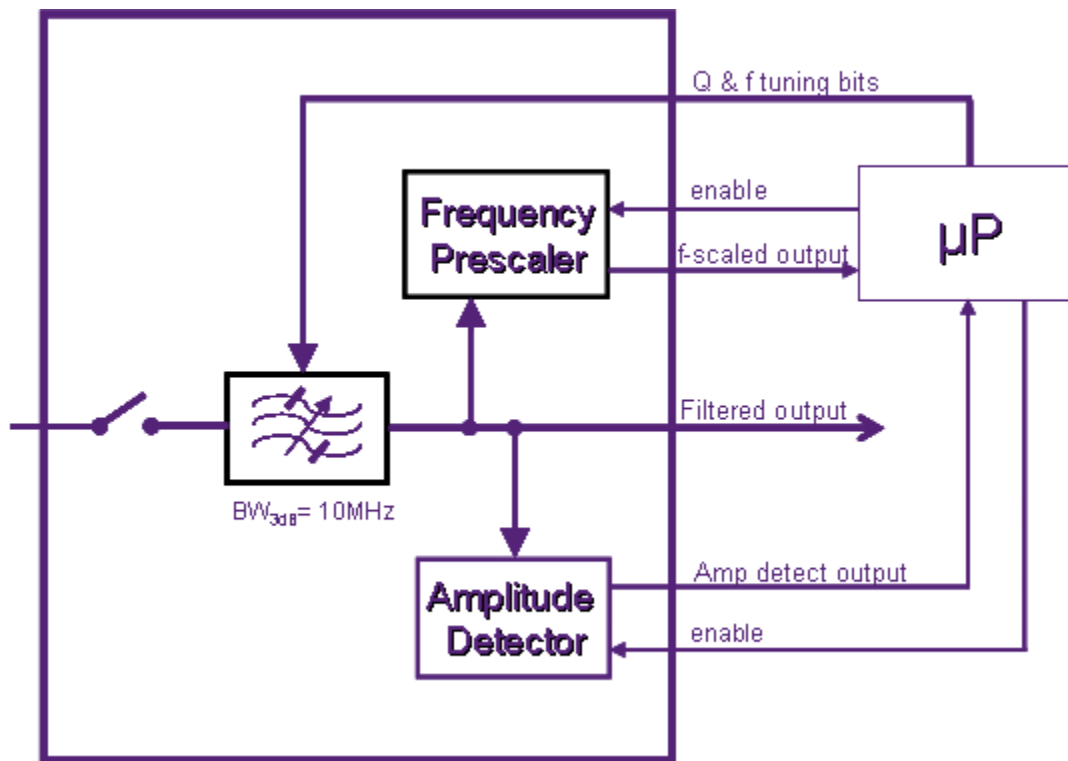 Q & f tuning bits
enable
Frequency
Prescaler
µP
f-scaled output
Filtered output
BW3dB= 10MHz
Amp detect output
Amplitude
Detector
enable